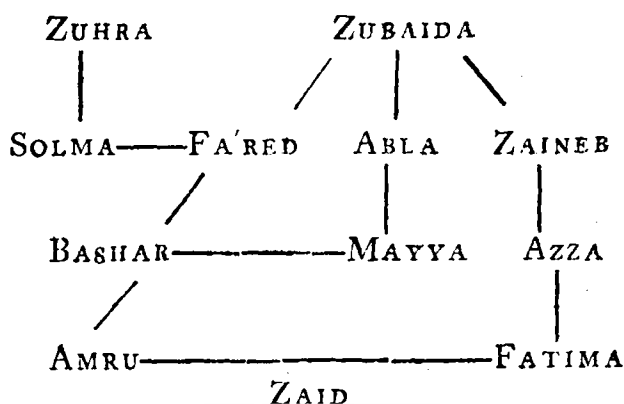 ZUHRA ZUBAIDA
SOLMA FA'RED ABLA ZAINEB
BASHAR MAYYA AZZA
AMRU FATIMA
ZAID